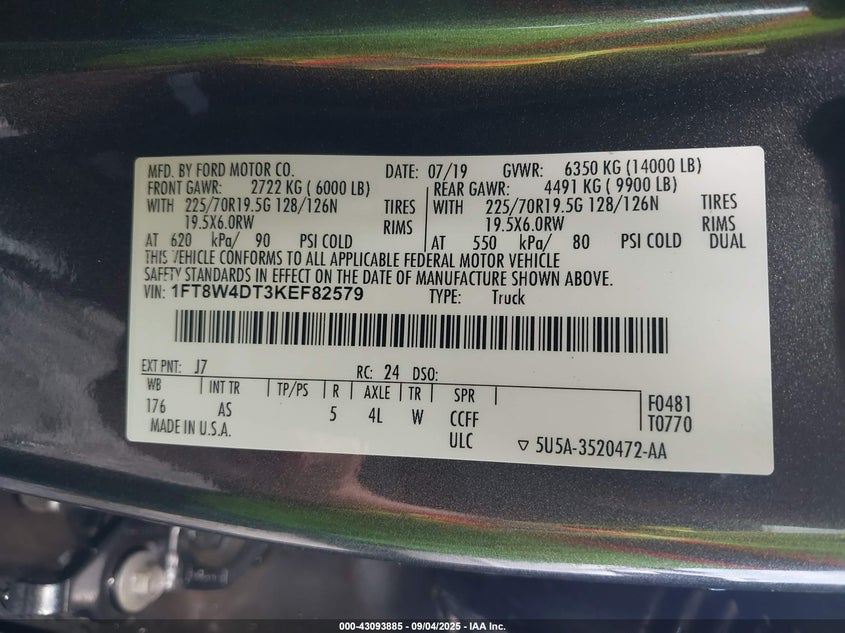 MFD. BY FORD MOTOR CO. DATE: 07/19 GVWR: 6350 KG (14000 LB)
FRONT GAWR: 2722 KG ( 6000 LB) REAR GAWR: 4491 KG ( 9900 LB)
WITH 225/70R19.5G 128/126N TIRES WITH 225/70R19.5G 128/126N TIRES
19.5X6.0RW RIMS 19.5X6.0RW RIMS
AT 620 kPa/ 90 PSI COLD AT 550 kPa/ 80 PSI COLD DUAL
THIS VEHICLE CONFORMS TO ALL APPLICABLE FEDERAL MOTOR VEHICLE
SAFETY STANDARDS IN EFFECT ON THE DATE OF MANUFACTURE SHOWN ABOVE.
VIN: 1FT8W4DT3KEF82579 TYPE: Truck
EXT PNT: J7 RC: 24 DSO:
WB INT TR TP/PS R AXLE TR SPR F0481
176 AS 5 4L W CCFF T0770
MADE IN U.S.A. ULC ▽ 5U5A-3520472-AA
000-43093885 - 09/04/2025 - IAA Inc.